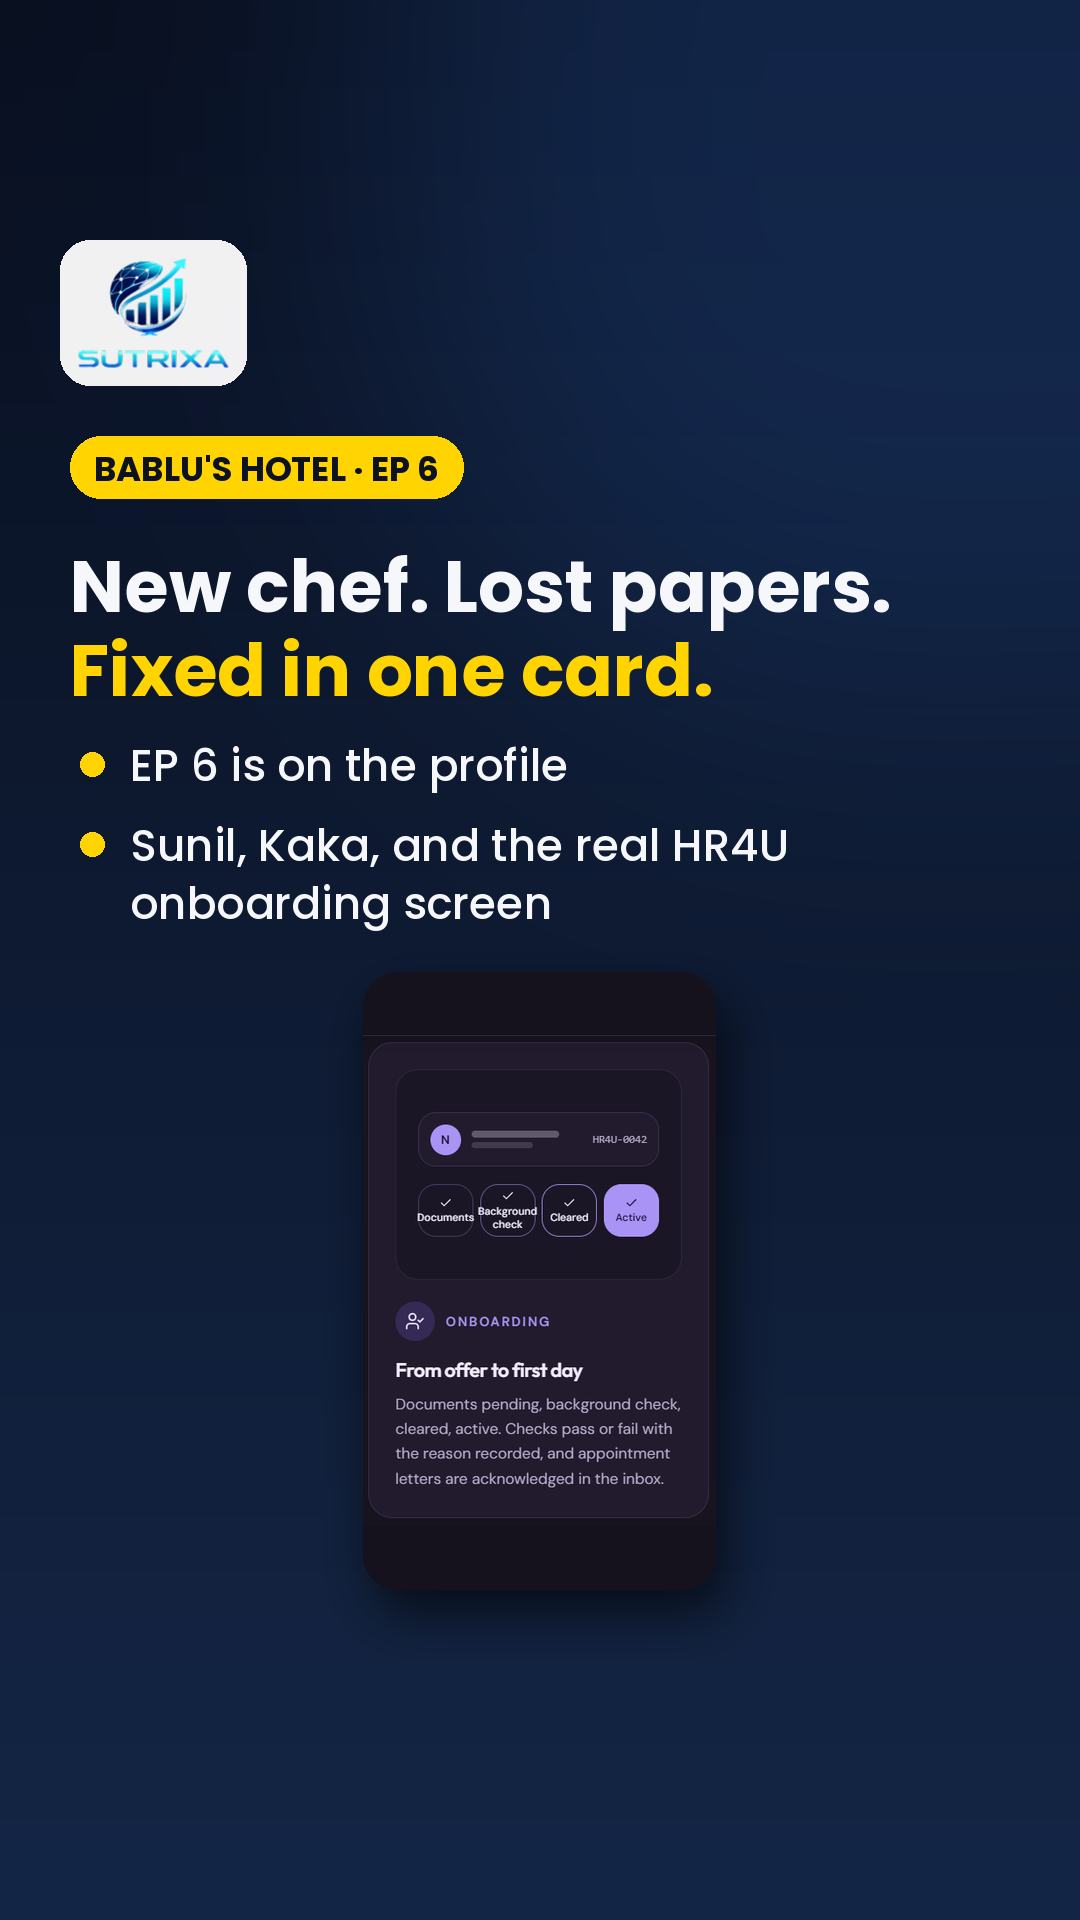 SUTRIXA
BABLU'S HOTEL · EP 6
New chef. Lost papers.
Fixed in one card.
EP 6 is on the profile
Sunil, Kaka, and the real HR4U
onboarding screen
N
HR4U-0042
Documents
Background
check
Cleared
Active
ONBOARDING
From offer to first day
Documents pending, background check,
cleared, active. Checks pass or fail with
the reason recorded, and appointment
letters are acknowledged in the inbox.